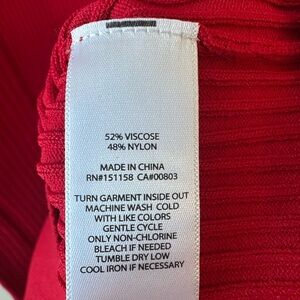 52% VISCOSE
48% NYLON
MADE IN CHINA
RN#151158 CA#00803
TURN GARMENT INSIDE OUT
MACHINE WASH COLD
WITH LIKE COLORS
GENTLE CYCLE
ONLY NON-CHLORINE
BLEACH IF NEEDED
TUMBLE DRY LOW
COOL IRON IF NECESSARY